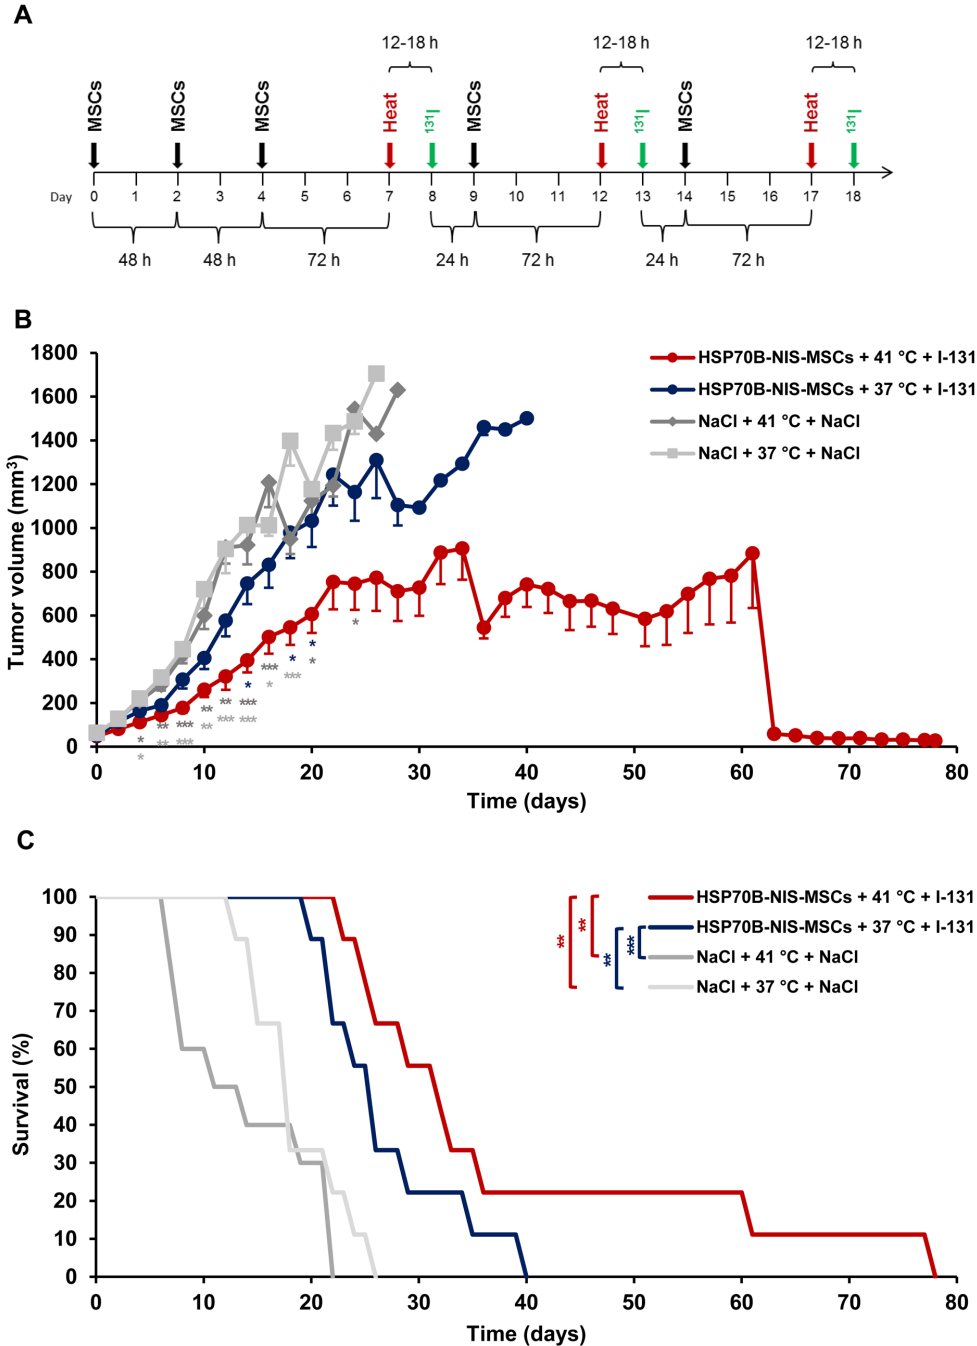 A
12-18 h 12-18 h 12-18 h
MSCs MSCs MSCs Heat ¹³¹I MSCs Heat ¹³¹I MSCs Heat ¹³¹I
Day 0 1 2 3 4 5 6 7 8 9 10 11 12 13 14 15 16 17 18
48 h 48 h 72 h 24 h 72 h 24 h 72 h
B
Tumor volume (mm³)
1800
1600
1400
1200
1000
800
600
400
200
0
HSP70B-NIS-MSCs + 41 °C + I-131
HSP70B-NIS-MSCs + 37 °C + I-131
NaCl + 41 °C + NaCl
NaCl + 37 °C + NaCl
*
*
**
**
***
***
**
**
**
***
*
***
***
***
*
*
***
*
*
*
0 10 20 30 40 50 60 70 80
Time (days)
C
Survival (%)
100
90
80
70
60
50
40
30
20
10
0
** ** ** ***
HSP70B-NIS-MSCs + 41 °C + I-131
HSP70B-NIS-MSCs + 37 °C + I-131
NaCl + 41 °C + NaCl
NaCl + 37 °C + NaCl
0 10 20 30 40 50 60 70 80
Time (days)